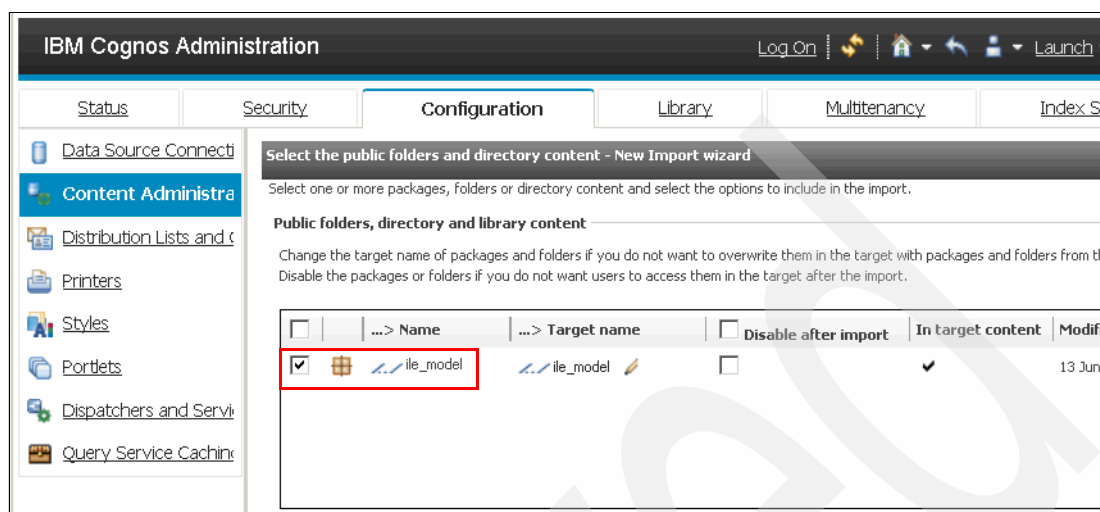 IBM Cognos Administration
Log On
Launch
Status
Security
Configuration
Library
Multitenancy
Index S
Data Source Connecti
Content Administra
Distribution Lists and
Printers
Styles
Portlets
Dispatchers and Servi
Query Service Caching
Select the public folders and directory content - New Import wizard
Select one or more packages, folders or directory content and select the options to include in the import.
Public folders, directory and library content
Change the target name of packages and folders if you do not want to overwrite them in the target with packages and folders from th
Disable the packages or folders if you do not want users to access them in the target after the import.
...> Name
...> Target name
Disable after import
In target content
Modif
ile_model
ile_model
13 Jun